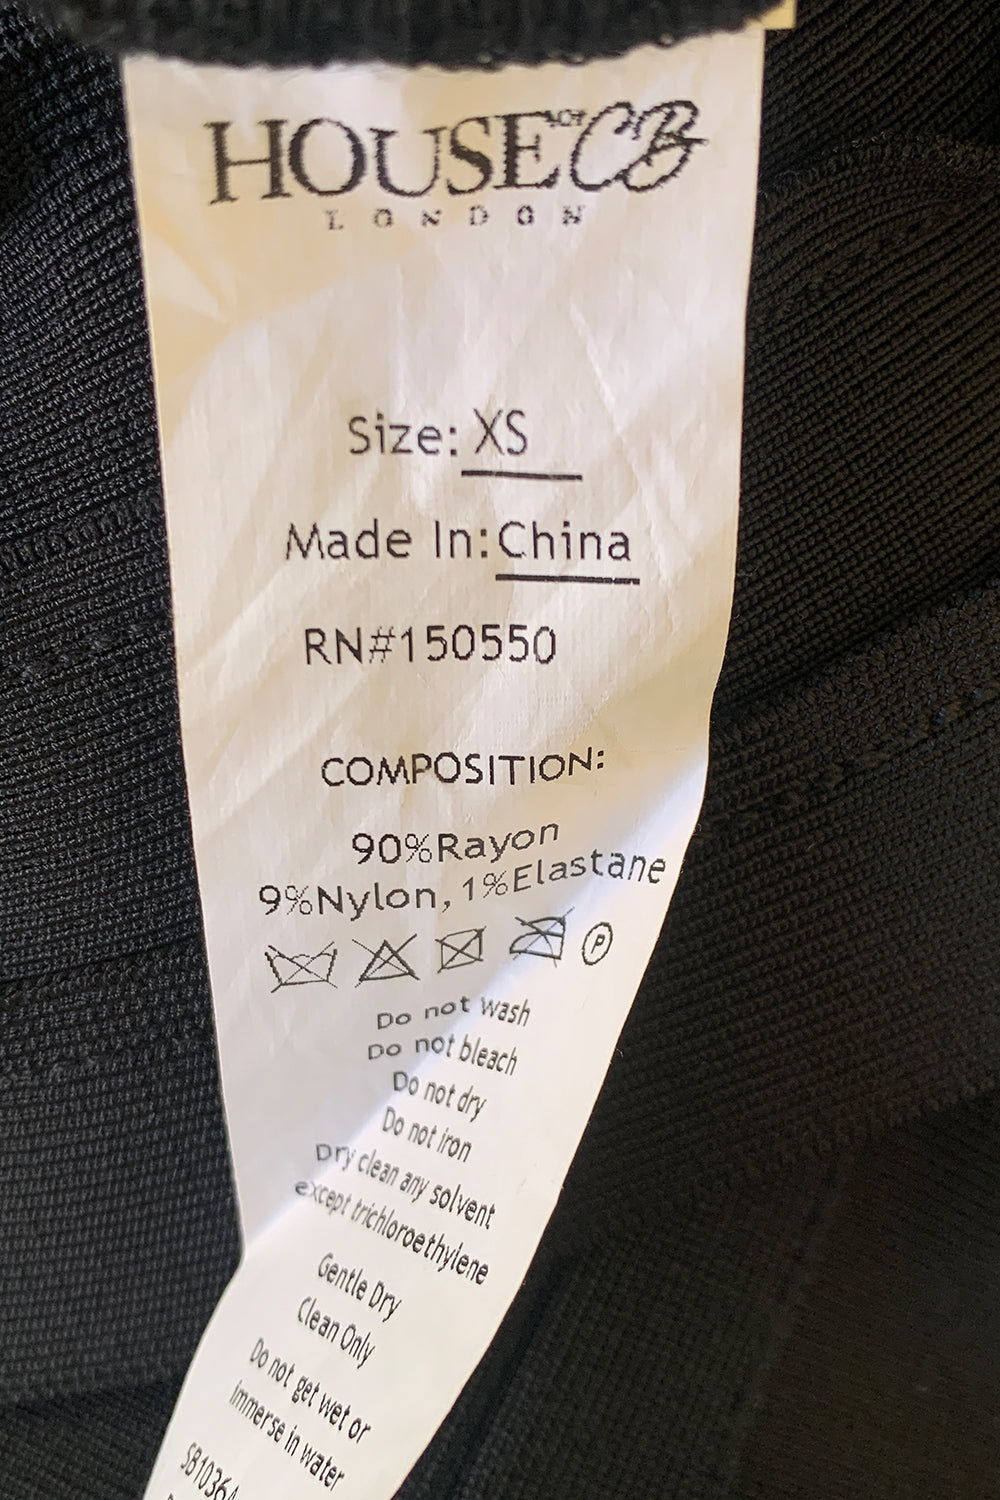 HOUSE OF CB
LONDON
Size: XS
Made In: China
RN#150550
COMPOSITION:
90%Rayon
9%Nylon, 1%Elastane
P
Do not wash
Do not bleach
Do not dry
Do not iron
Dry clean any solvent
except trichloroethylene
Gentle Dry
Clean Only
Do not get wet or
immerse in water